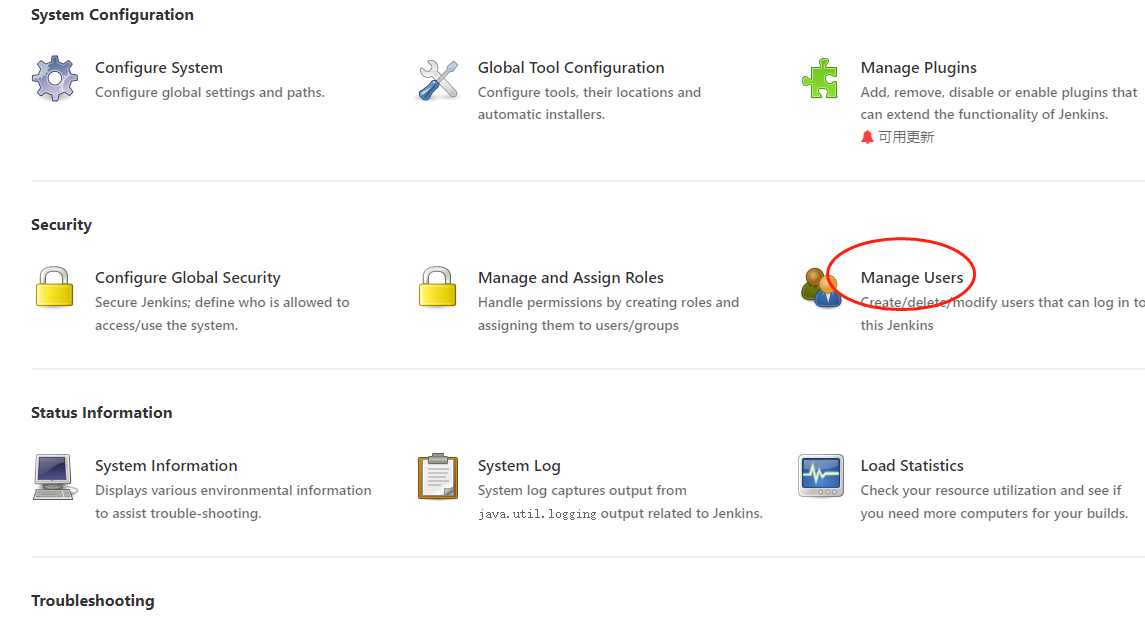 System Configuration
Configure System
Configure global settings and paths.
Global Tool Configuration
Configure tools, their locations and
automatic installers.
Manage Plugins
Add, remove, disable or enable plugins that
can extend the functionality of Jenkins.
可用更新
Security
Configure Global Security
Secure Jenkins; define who is allowed to
access/use the system.
Manage and Assign Roles
Handle permissions by creating roles and
assigning them to users/groups
Manage Users
Create/delete/modify users that can log in to
this Jenkins
Status Information
System Information
Displays various environmental information
to assist trouble-shooting.
System Log
System log captures output from
java.util.logging output related to Jenkins.
Load Statistics
Check your resource utilization and see if
you need more computers for your builds.
Troubleshooting